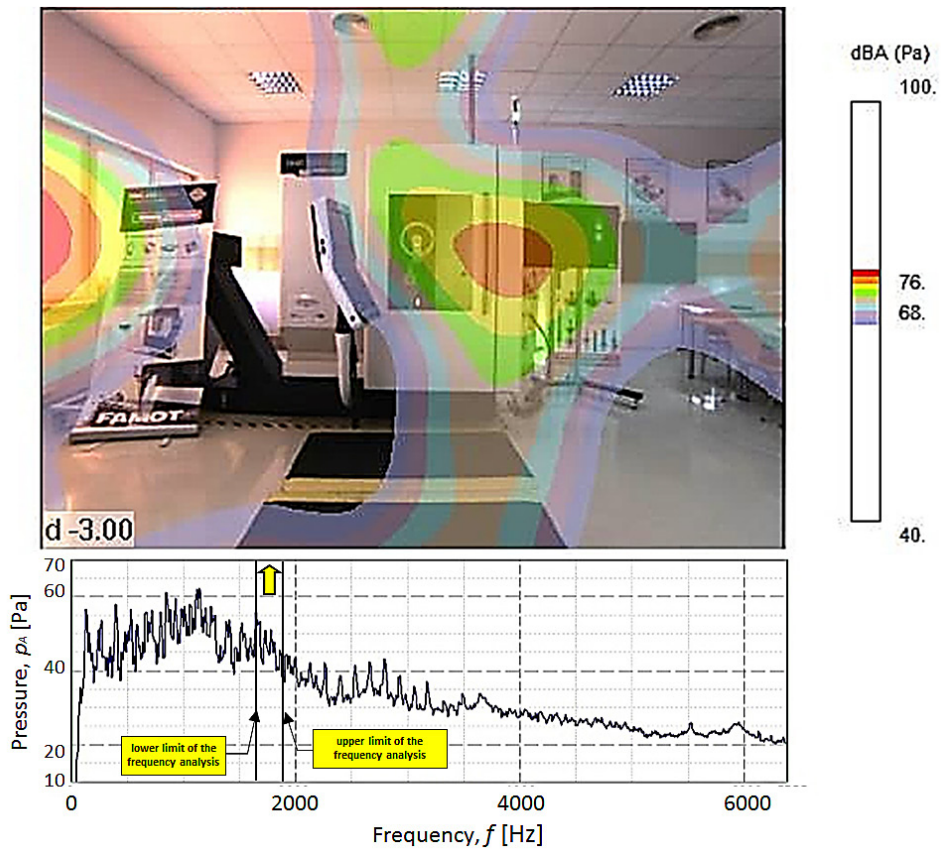 dBA (Pa)
100.
76.
68.
40.
FAMOT
d -3.00
70
60
40
20
10
Pressure, pA [Pa]
lower limit of the
frequency analysis
upper limit of the
frequency analysis
0
2000
4000
6000
Frequency, f [Hz]